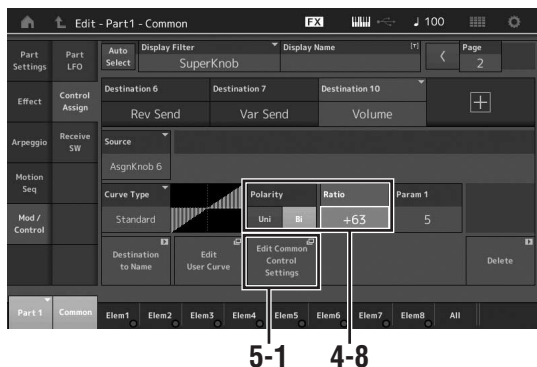 Edit - Part1 - Common
FX
100
Part Settings
Part LFO
Auto Select
Display Filter
SuperKnob
Display Name
[T]
Page
2
Effect
Control Assign
Destination 6
Rev Send
Destination 7
Var Send
Destination 10
Volume
+
Arpeggio
Receive SW
Source
AsgnKnob 6
Motion Seq
Curve Type
Standard
Polarity
Uni
Bi
Ratio
+63
Param 1
5
Mod / Control
Destination to Name
Edit User Curve
Edit Common Control Settings
Delete
Part 1
Common
Elem1
Elem2
Elem3
Elem4
Elem5
Elem6
Elem7
Elem8
All
5-1
4-8